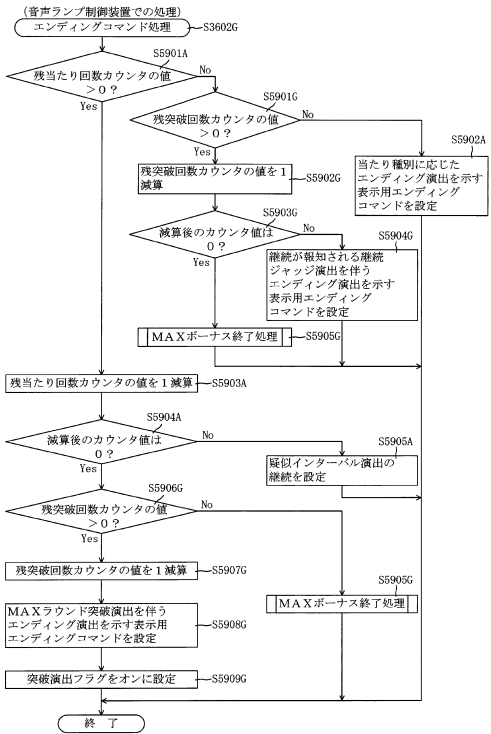 (音声ランプ制御装置での処理)
エンディングコマンド処理
S3602G
S5901A
残当たり回数カウンタの値
>0?
No
Yes
S5901G
残突破回数カウンタの値
>0?
No
Yes
S5902A
当たり種別に応じた
エンディング演出を示す
表示用エンディング
コマンドを設定
残突破回数カウンタの値を1
減算
S5902G
S5903G
減算後のカウンタ値は
0?
No
Yes
S5904G
継続が報知される継続
ジャッジ演出を伴う
エンディング演出を示す
表示用エンディング
コマンドを設定
MAXボーナス終了処理
S5905G
残当たり回数カウンタの値を1減算
S5903A
S5904A
減算後のカウンタ値は
0?
No
Yes
S5905A
疑似インターバル演出の
継続を設定
S5906G
残突破回数カウンタの値
>0?
No
Yes
残突破回数カウンタの値を1減算
S5907G
S5905G
MAXボーナス終了処理
MAXラウンド突破演出を伴う
エンディング演出を示す表示用
エンディングコマンドを設定
S5908G
突破演出フラグをオンに設定
S5909G
終 了